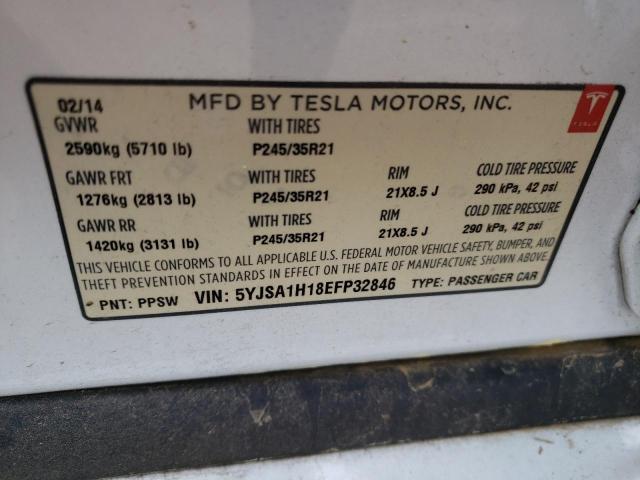 02/14 MFD BY TESLA MOTORS, INC.
TESLA
GVWR WITH TIRES
2590kg (5710 lb) P245/35R21
GAWR FRT WITH TIRES RIM COLD TIRE PRESSURE
1276kg (2813 lb) P245/35R21 21X8.5 J 290 kPa, 42 psi
GAWR RR WITH TIRES RIM COLD TIRE PRESSURE
1420kg (3131 lb) P245/35R21 21X8.5 J 290 kPa, 42 psi
THIS VEHICLE CONFORMS TO ALL APPLICABLE U.S. FEDERAL MOTOR VEHICLE SAFETY, BUMPER, AND
THEFT PREVENTION STANDARDS IN EFFECT ON THE DATE OF MANUFACTURE SHOWN ABOVE.
PNT: PPSW VIN: 5YJSA1H18EFP32846 TYPE: PASSENGER CAR